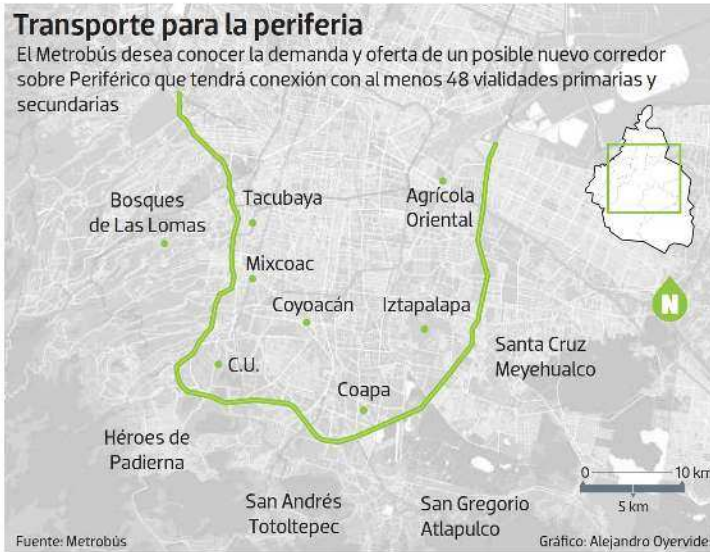 Transporte para la periferia
El Metrobús desea conocer la demanda y oferta de un posible nuevo corredor
sobre Periférico que tendrá conexión con al menos 48 vialidades primarias y
secundarias
Bosques
de Las Lomas
Tacubaya
Agrícola
Oriental
Mixcoac
Coyoacán
Iztapalapa
N
C.U.
Santa Cruz
Meyehualco
Coapa
Héroes de
Padierna
San Andrés
Totoltepec
San Gregorio
Atlapulco
0
10 km
5 km
Fuente: Metrobús
Gráfico: Alejandro Oyervides